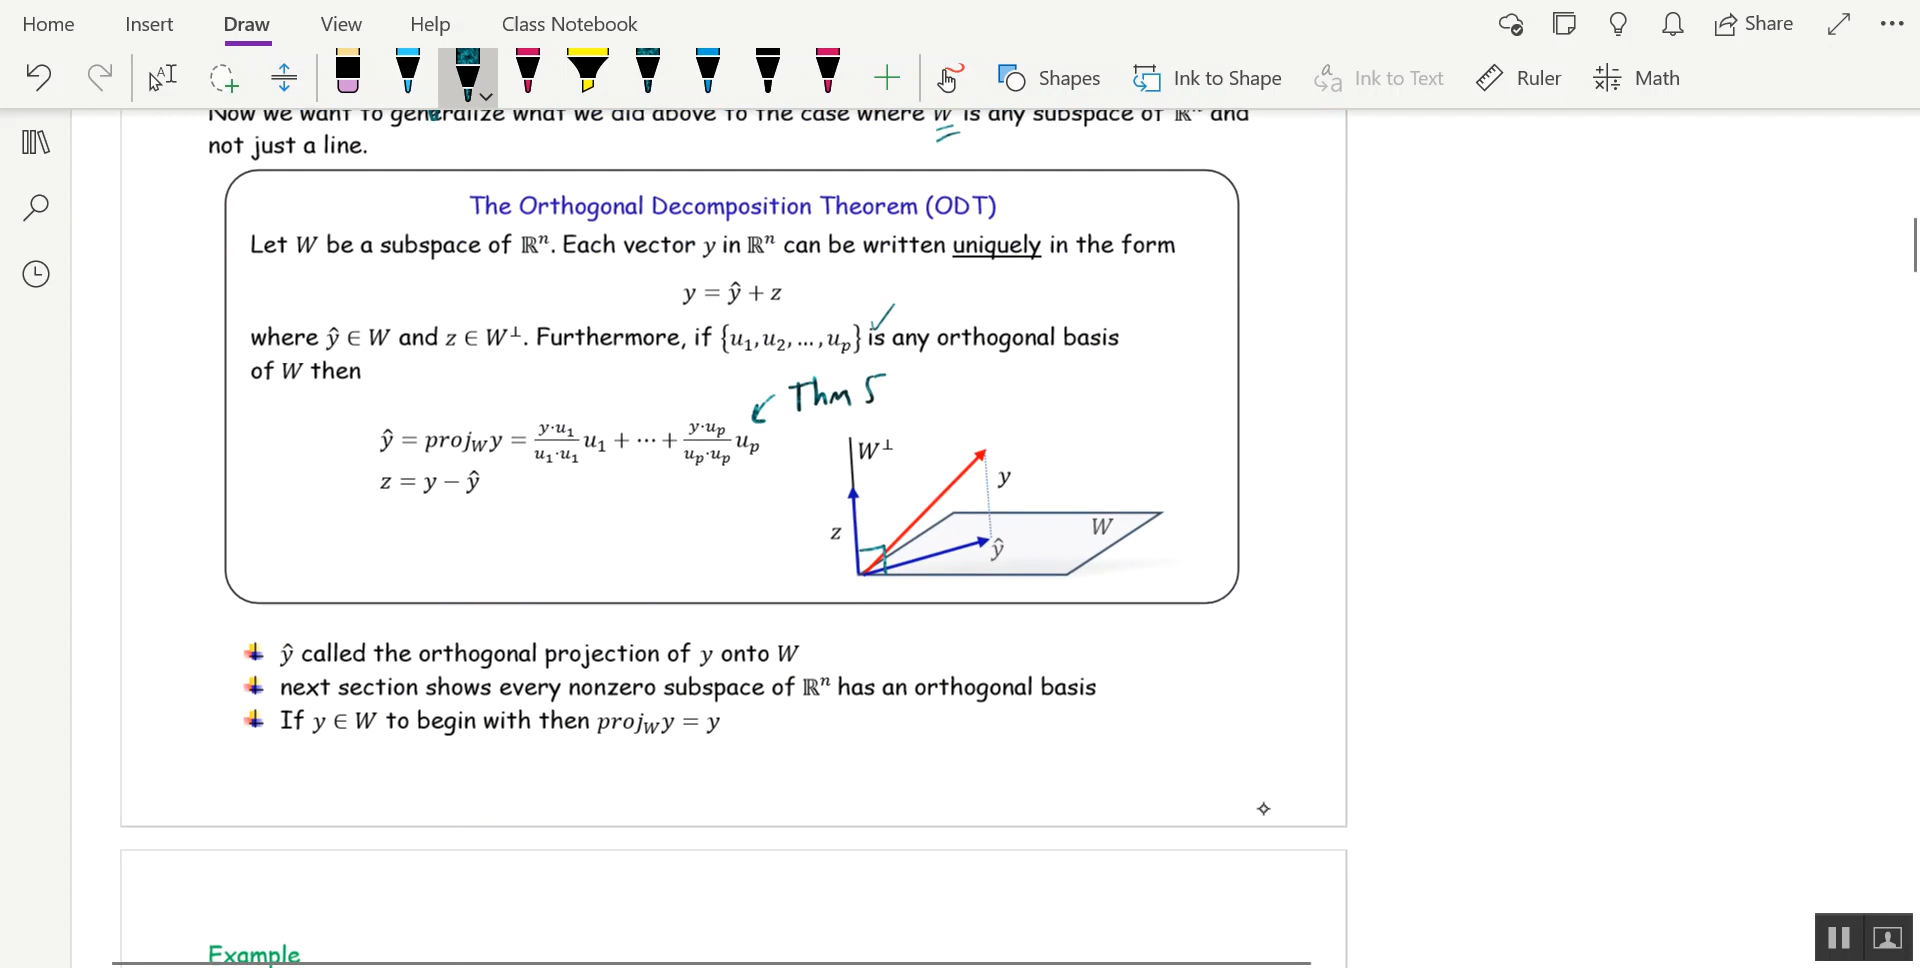 Home Insert Draw View Help Class Notebook Share
Shapes Ink to Shape Ink to Text Ruler Math
Now we want to generalize what we did above to the case where W is any subspace of ℝⁿ and
not just a line.
The Orthogonal Decomposition Theorem (ODT)
Let W be a subspace of ℝⁿ. Each vector y in ℝⁿ can be written uniquely in the form
y = ŷ + z
where ŷ ∈ W and z ∈ W⊥. Furthermore, if {u₁, u₂, … , uₚ} is any orthogonal basis
of W then
Thm 5
ŷ = proj_W y = (y·u₁)/(u₁·u₁) u₁ + ⋯ + (y·uₚ)/(uₚ·uₚ) uₚ
z = y − ŷ
W⊥
y
W
z
ŷ
ŷ called the orthogonal projection of y onto W
next section shows every nonzero subspace of ℝⁿ has an orthogonal basis
If y ∈ W to begin with then proj_W y = y
Example